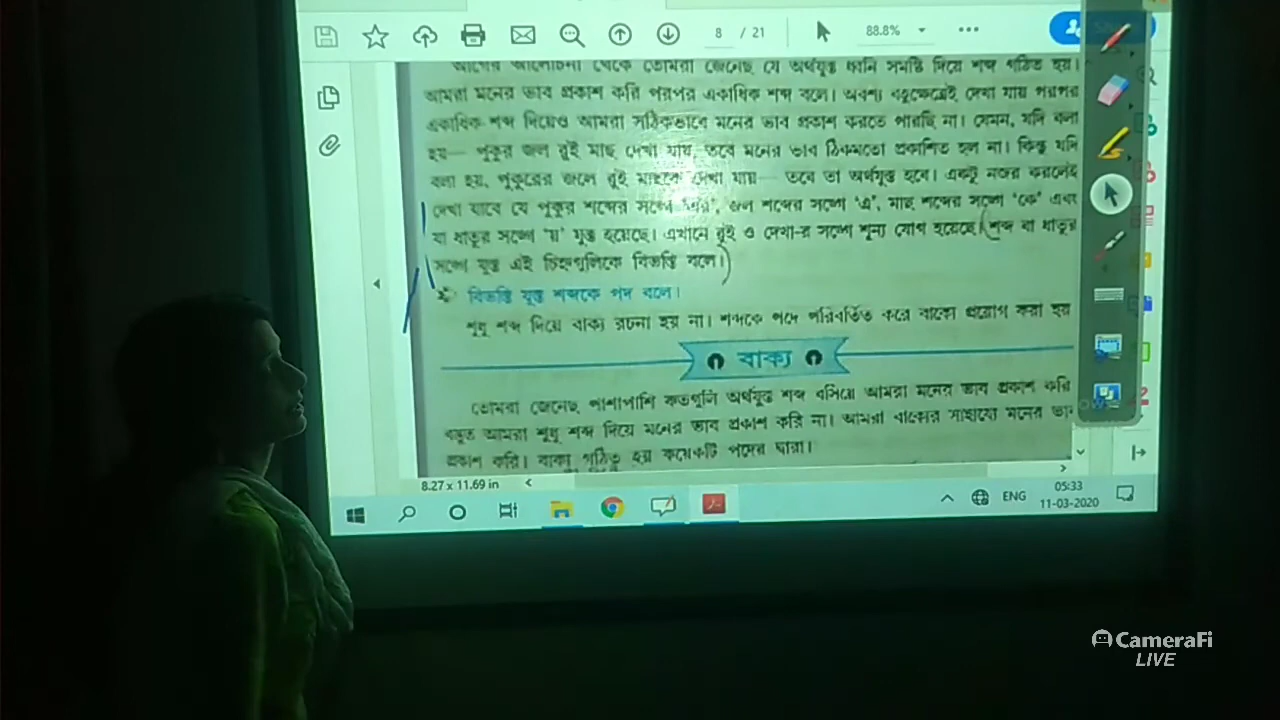 8 / 21
88.8%
আগের আলোচনা থেকে তোমরা জেনেছ যে অর্থযুক্ত ধ্বনি সমষ্টি দিয়ে শব্দ গঠিত হয়।
আমরা মনের ভাব প্রকাশ করি পরপর একাধিক শব্দ বলে। অবশ্য বহুক্ষেত্রেই দেখা যায় পরপর
একাধিক শব্দ দিয়েও আমরা সঠিকভাবে মনের ভাব প্রকাশ করতে পারছি না। যেমন, যদি বলা
হয়— পুকুর জল রুই মাছ দেখা যায়, তবে মনের ভাব ঠিকমতো প্রকাশিত হল না। কিন্তু যদি
বলা হয়, পুকুরের জলে রুই মাছকে দেখা যায়— তবে তা অর্থযুক্ত হবে। একটু নজর করলেই
দেখা যাবে যে পুকুর শব্দের সঙ্গে 'এর', জল শব্দের সঙ্গে 'এ', মাছ শব্দের সঙ্গে 'কে' এবং
যা ধাতুর সঙ্গে 'য়' যুক্ত হয়েছে। এখানে রুই ও দেখা-র সঙ্গে শূন্য যোগ হয়েছে। (শব্দ বা ধাতুর
সঙ্গে যুক্ত এই চিহ্নগুলিকে বিভক্তি বলে।)
বিভক্তি যুক্ত শব্দকে পদ বলে।
শুধু শব্দ দিয়ে বাক্য রচনা হয় না। শব্দকে পদে পরিবর্তিত করে বাক্যে প্রয়োগ করা হয়
বাক্য
তোমরা জেনেছ পাশাপাশি কতগুলি অর্থযুক্ত শব্দ বসিয়ে আমরা মনের ভাব প্রকাশ করি
বস্তুত আমরা শুধু শব্দ দিয়ে মনের ভাব প্রকাশ করি না। আমরা বাক্যের সাহায্যে মনের ভাব
প্রকাশ করি। বাক্য গঠিত হয় কয়েকটি পদের দ্বারা।
8.27 x 11.69 in
ENG
05:33
11-03-2020
CameraFi
LIVE